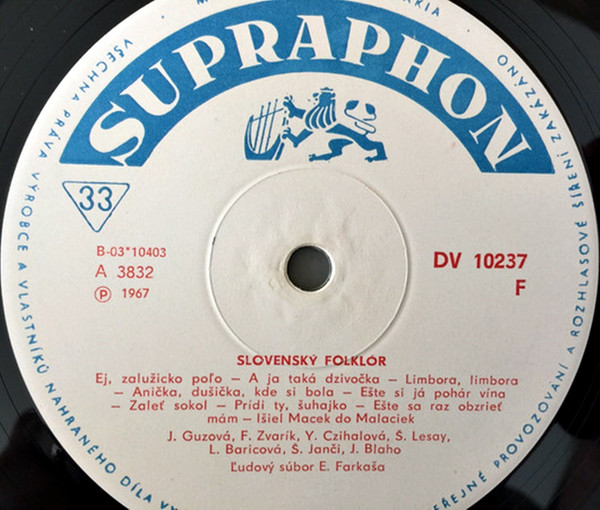 SUPRAPHON
VŠECHNA PRÁVA VÝROBCE A VLASTNÍKŮ NAHRANÉHO DÍLA
ŠÍŘENÍ ZAKÁZÁNO
PROVOZOVÁNÍ A ROZHLASOVÉ
33
B-03*10403
A 3832
Ⓟ 1967
DV 10237
F
SLOVENSKÝ FOLKLÓR
Ej, zalužicko poľo – A ja taká dzivočka – Limbora, limbora
– Anička, dušička, kde si bola – Ešte si já pohár vína
– Zaleť sokol – Prídi ty, šuhajko – Ešte sa raz obzrieť
mám – Išiel Macek do Malaciek
J. Guzová, F. Zvarík, Y. Czihalová, Š. Lesay,
L. Baricová, Š. Janči, J. Blaho
Ľudový súbor E. Farkaša